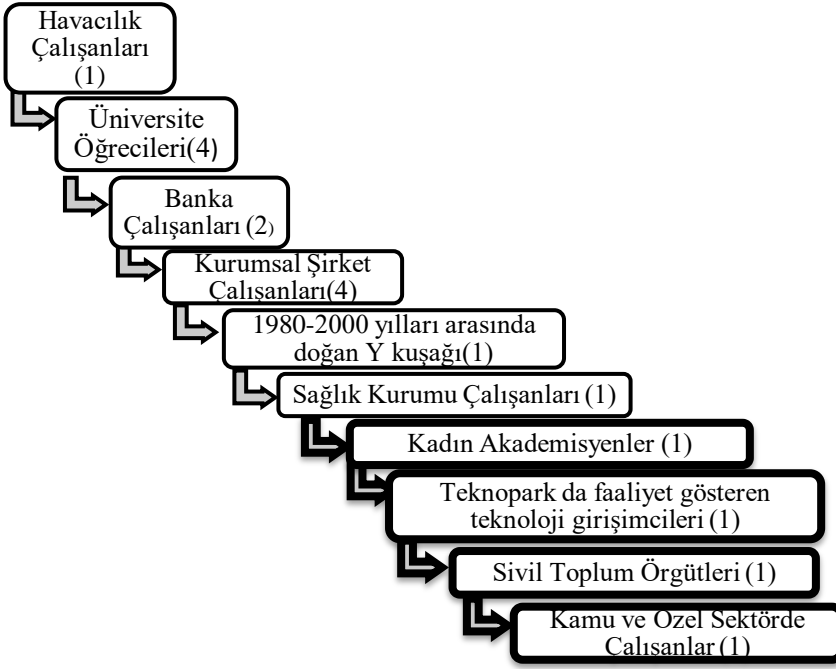 Havacılık
Çalışanları
(1)
Üniversite
Öğrecileri(4)
Banka
Çalışanları (2)
Kurumsal Şirket
Çalışanları(4)
1980-2000 yılları arasında
doğan Y kuşağı(1)
Sağlık Kurumu Çalışanları (1)
Kadın Akademisyenler (1)
Teknopark da faaliyet gösteren
teknoloji girişimcileri (1)
Sivil Toplum Örgütleri (1)
Kamu ve Özel Sektörde
Çalışanlar (1)